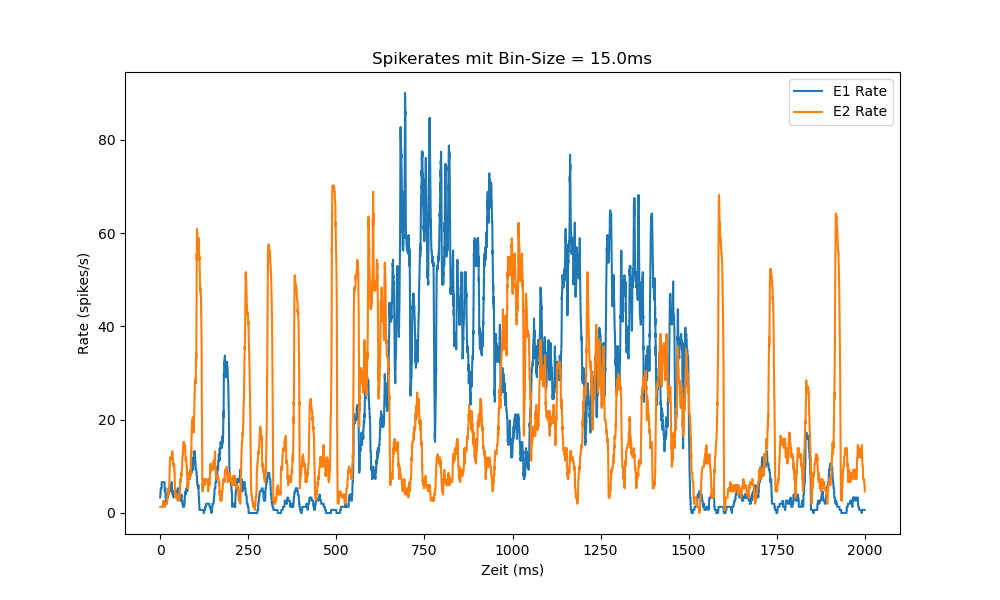 Spikerates mit Bin-Size = 15.0ms
E1 Rate
E2 Rate
80
60
40
20
0
Rate (spikes/s)
0 250 500 750 1000 1250 1500 1750 2000
Zeit (ms)